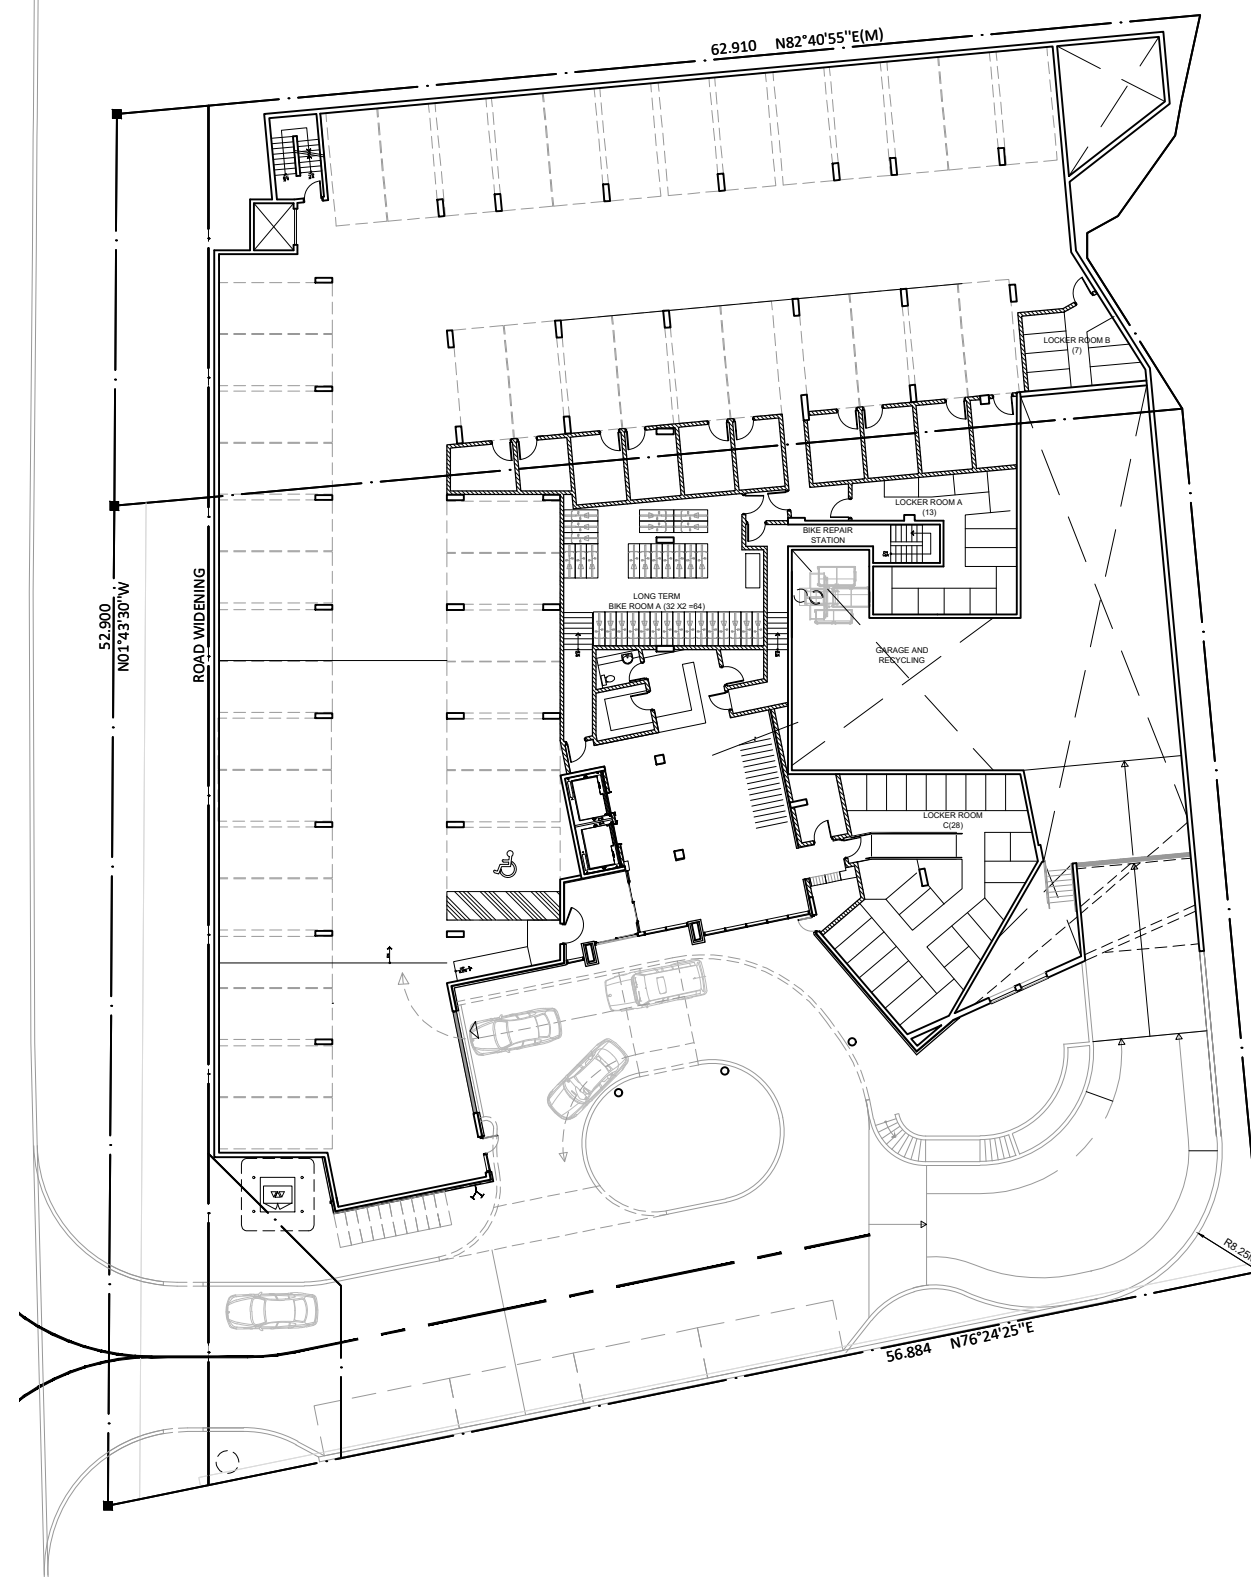 62.910 N82°40'55"E(M)
LOCKER ROOM B
(7)
LOCKER ROOM A
(13)
BIKE REPAIR
STATION
52.900
N01°43'30"W
ROAD WIDENING
LONG TERM
BIKE ROOM A (32 X2 =64)
GARAGE AND
RECYCLING
LOCKER ROOM
C(28)
R8.25
56.884 N76°24'25"E